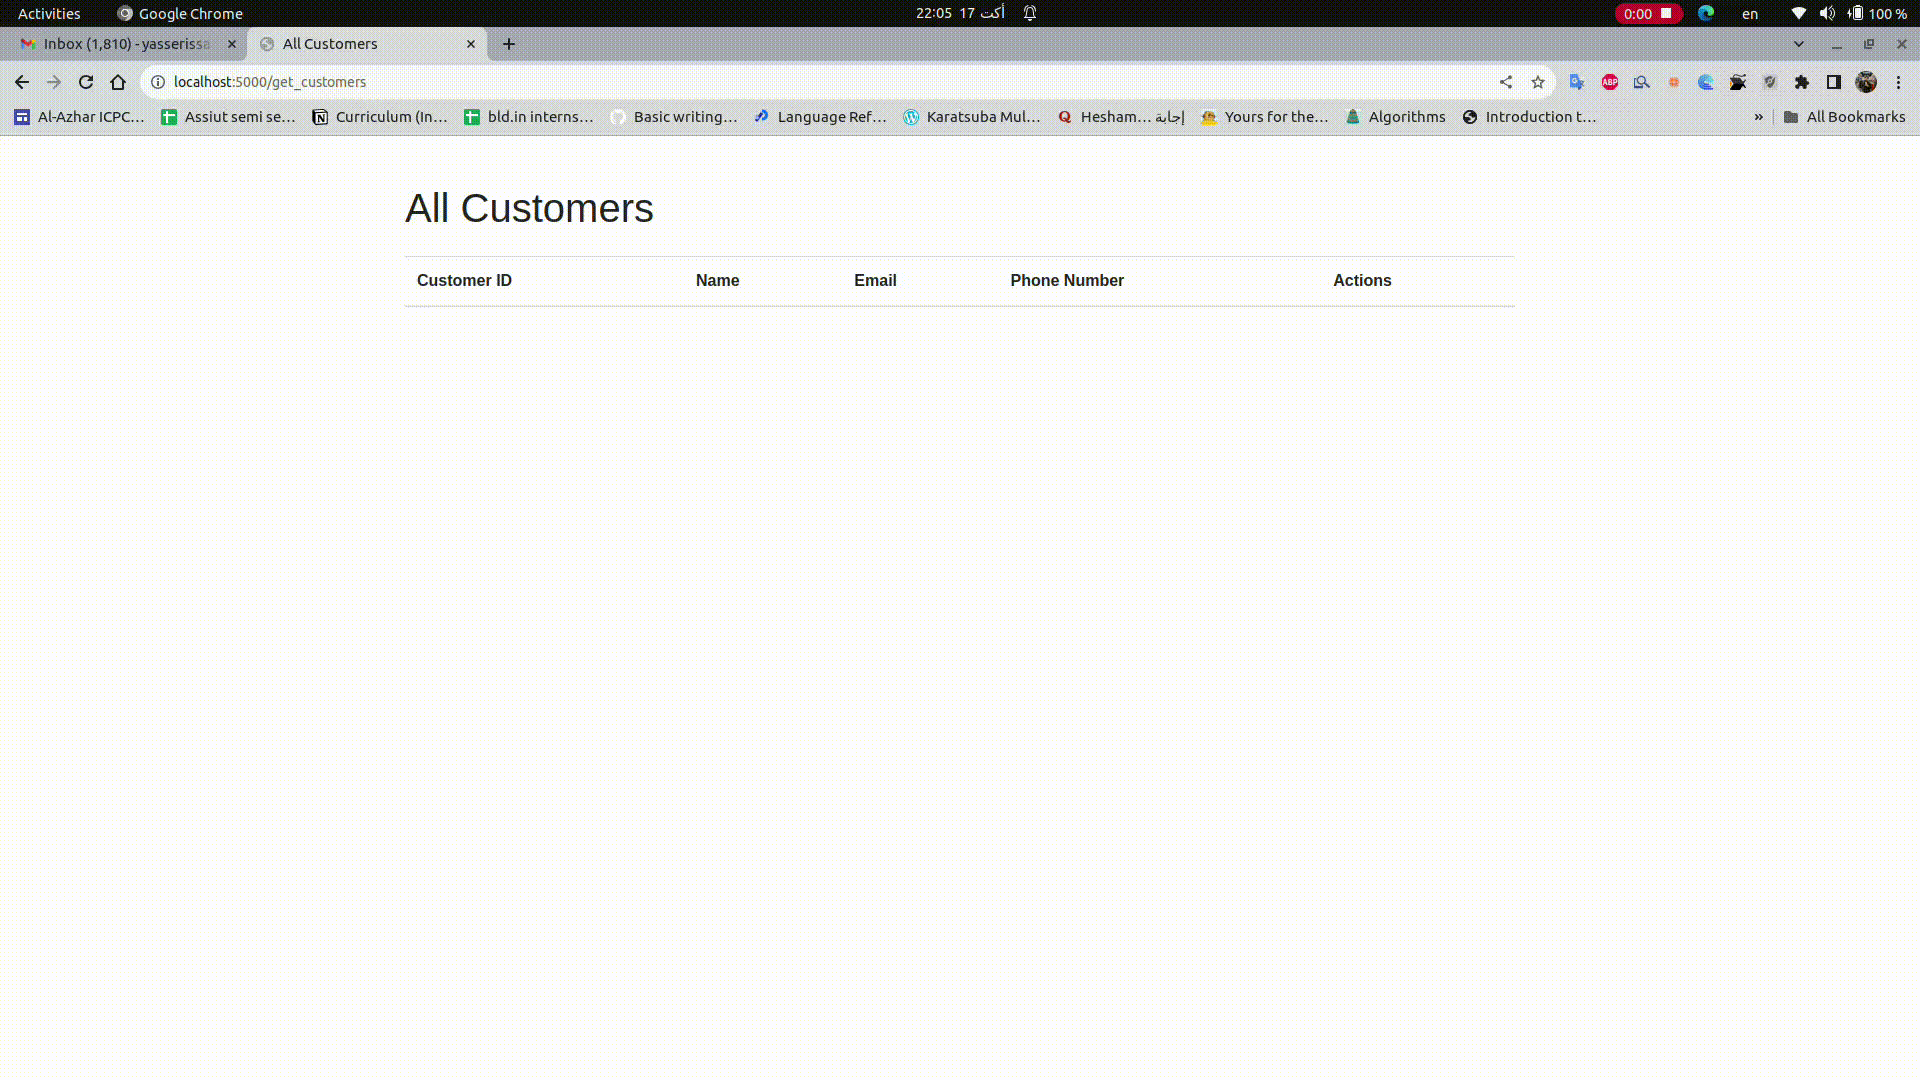 Activities Google Chrome 22:05 17 أكت 0:00 en 100 %
Inbox (1,810) - yasserissa All Customers
localhost:5000/get_customers ABP
Al-Azhar ICPC... Assiut semi se... Curriculum (In... bld.in interns... Basic writing... Language Ref... Karatsuba Mul... Hesham... إجابة Yours for the... Algorithms Introduction t... » All Bookmarks
All Customers
Customer ID Name Email Phone Number Actions